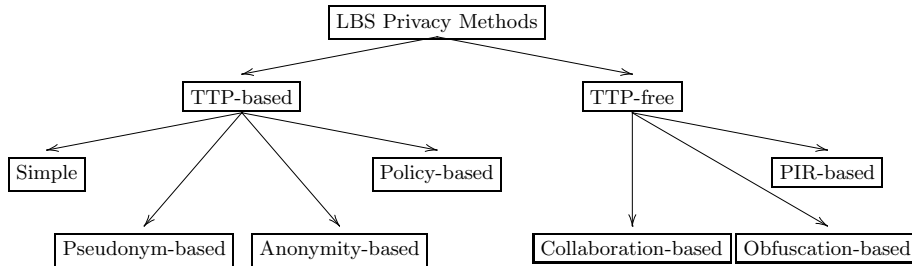 LBS Privacy Methods
TTP-based
TTP-free
Simple
Policy-based
PIR-based
Pseudonym-based
Anonymity-based
Collaboration-based
Obfuscation-based